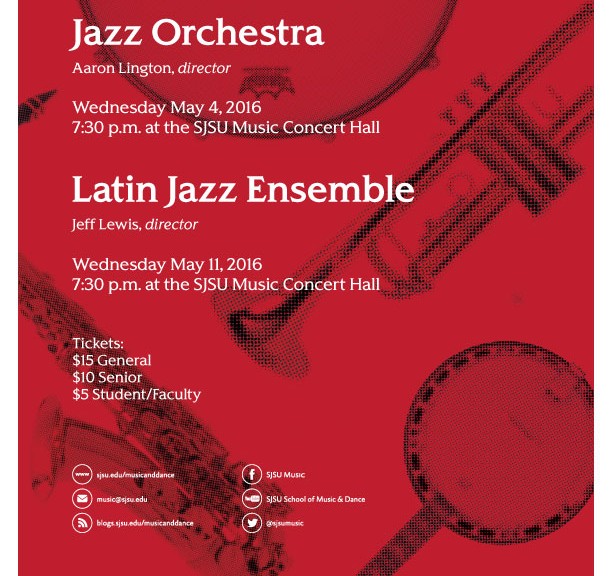 Jazz Orchestra
Aaron Lington, director
Wednesday May 4, 2016
7:30 p.m. at the SJSU Music Concert Hall
Latin Jazz Ensemble
Jeff Lewis, director
Wednesday May 11, 2016
7:30 p.m. at the SJSU Music Concert Hall
Tickets:
$15 General
$10 Senior
$5 Student/Faculty
www sjsu.edu/musicanddance
music@sjsu.edu
blogs.sjsu.edu/musicanddance
f SJSU Music
You Tube SJSU School of Music & Dance
@sjsumusic